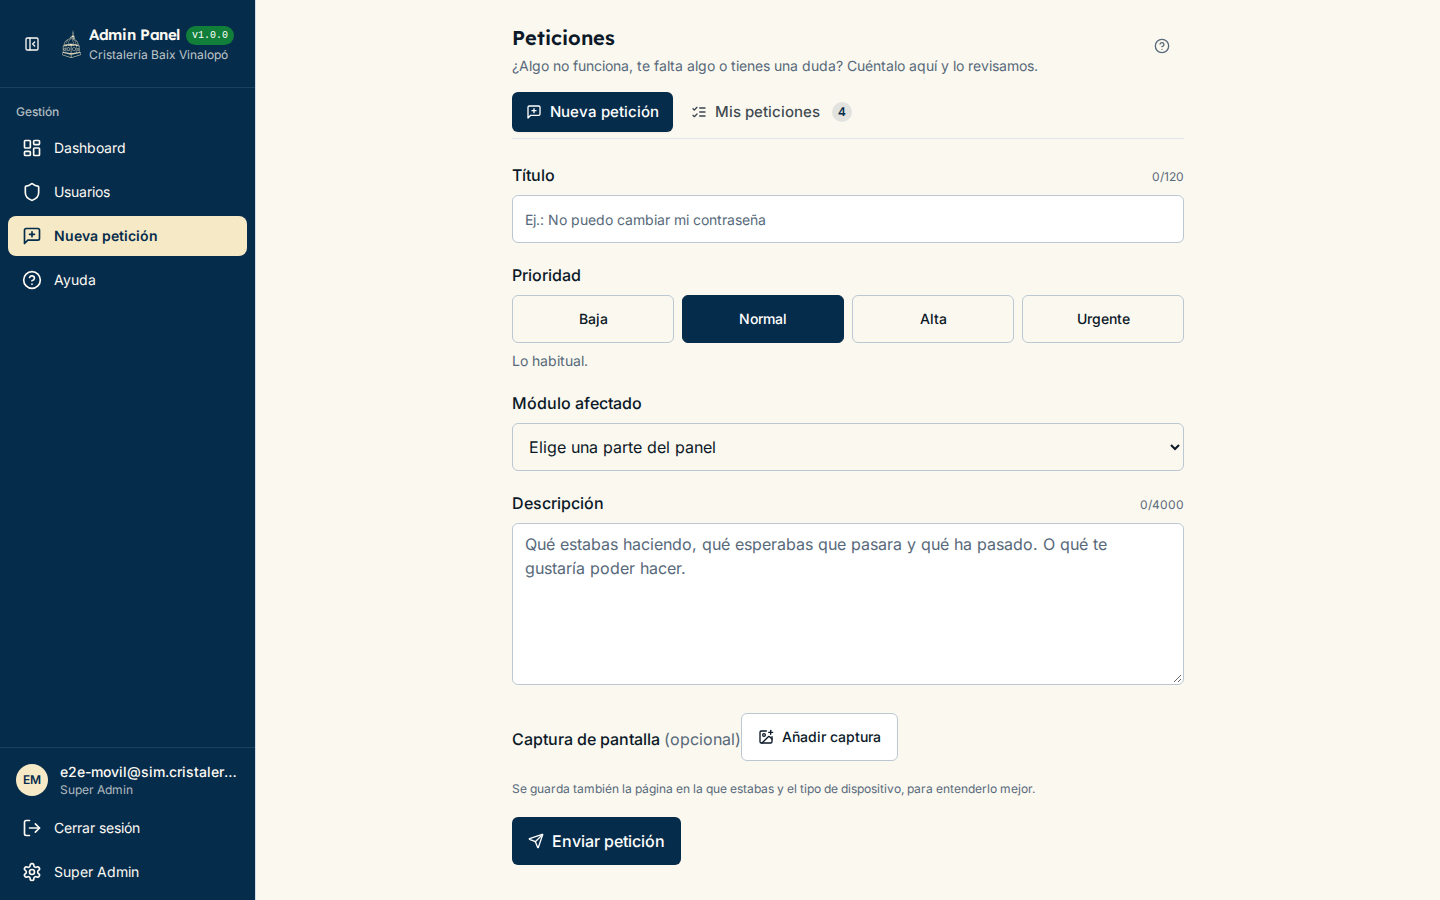 Admin Panel v1.0.0
Cristalería Baix Vinalopó
Gestión
Dashboard
Usuarios
Nueva petición
Ayuda
EM
e2e-movil@sim.cristaler...
Super Admin
Cerrar sesión
Super Admin
Peticiones
¿Algo no funciona, te falta algo o tienes una duda? Cuéntalo aquí y lo revisamos.
Nueva petición
Mis peticiones 4
Título 0/120
Ej.: No puedo cambiar mi contraseña
Prioridad
Baja Normal Alta Urgente
Lo habitual.
Módulo afectado
Elige una parte del panel
Descripción 0/4000
Qué estabas haciendo, qué esperabas que pasara y qué ha pasado. O qué te
gustaría poder hacer.
Captura de pantalla (opcional) Añadir captura
Se guarda también la página en la que estabas y el tipo de dispositivo, para entenderlo mejor.
Enviar petición